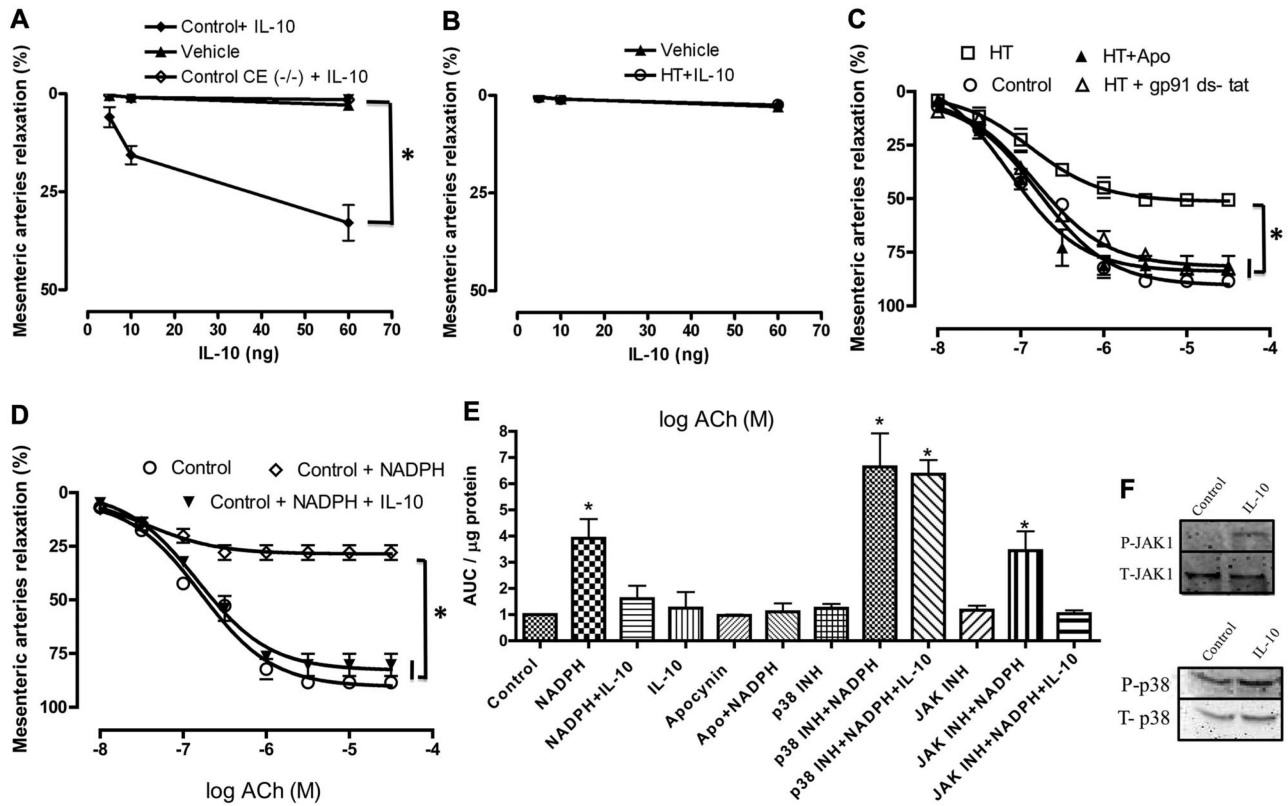 A
Control+ IL-10
Vehicle
Control CE (-/-) + IL-10
Mesenteric arteries relaxation (%)
0
25
50
0 10 20 30 40 50 60 70
IL-10 (ng)
*
B
Vehicle
HT+IL-10
Mesenteric arteries relaxation (%)
0
25
50
0 10 20 30 40 50 60 70
IL-10 (ng)
C
HT
HT+Apo
Control
HT + gp91 ds- tat
Mesenteric arteries relaxation (%)
0
25
50
75
100
-8 -7 -6 -5 -4
*
D
Control
Control + NADPH
Control + NADPH + IL-10
Mesenteric arteries relaxation (%)
0
25
50
75
100
-8 -7 -6 -5 -4
log ACh (M)
*
E
log ACh (M)
AUC / µg protein
8
7
6
5
4
3
2
1
0
* * * *
Control
NADPH
NADPH+IL-10
IL-10
Apocynin
Apo+NADPH
p38 INH
p38 INH+NADPH
p38 INH+NADPH+IL-10
JAK INH
JAK INH+NADPH
JAK INH+NADPH+IL-10
F
Control IL-10
P-JAK1
T-JAK1
Control IL-10
P-p38
T- p38